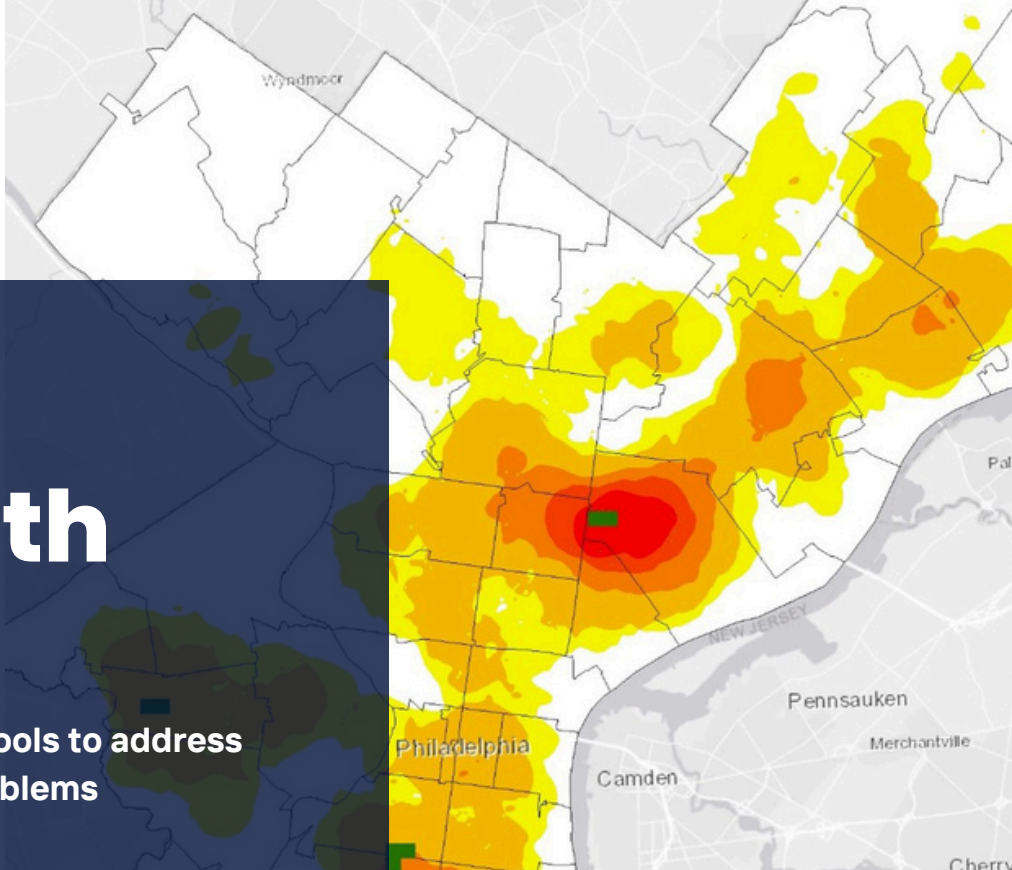 Wyndmoor
th
Pal
NEW JERSEY
Pennsauken
ools to address
Philadelphia
Merchantville
blems
Camden
Cherry